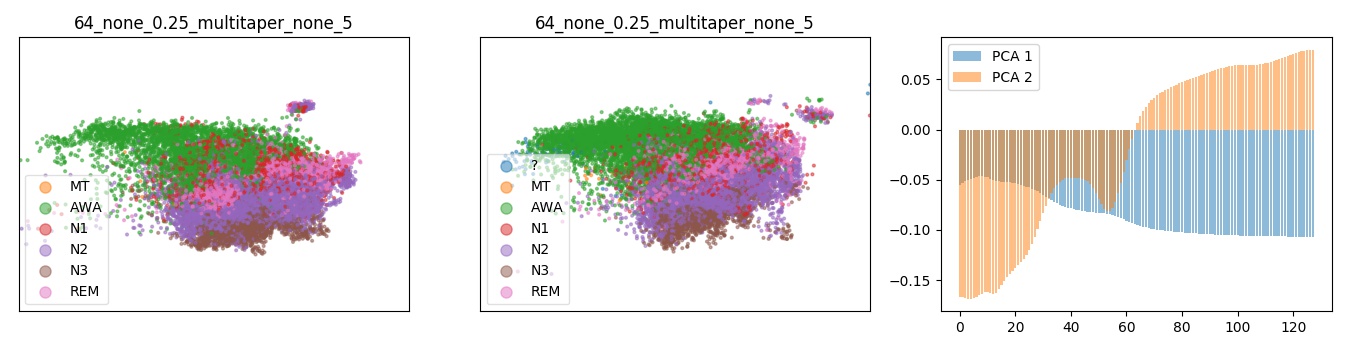 64_none_0.25_multitaper_none_5
MT
AWA
N1
N2
N3
REM
64_none_0.25_multitaper_none_5
?
MT
AWA
N1
N2
N3
REM
PCA 1
PCA 2
0.05
0.00
−0.05
−0.10
−0.15
0 20 40 60 80 100 120